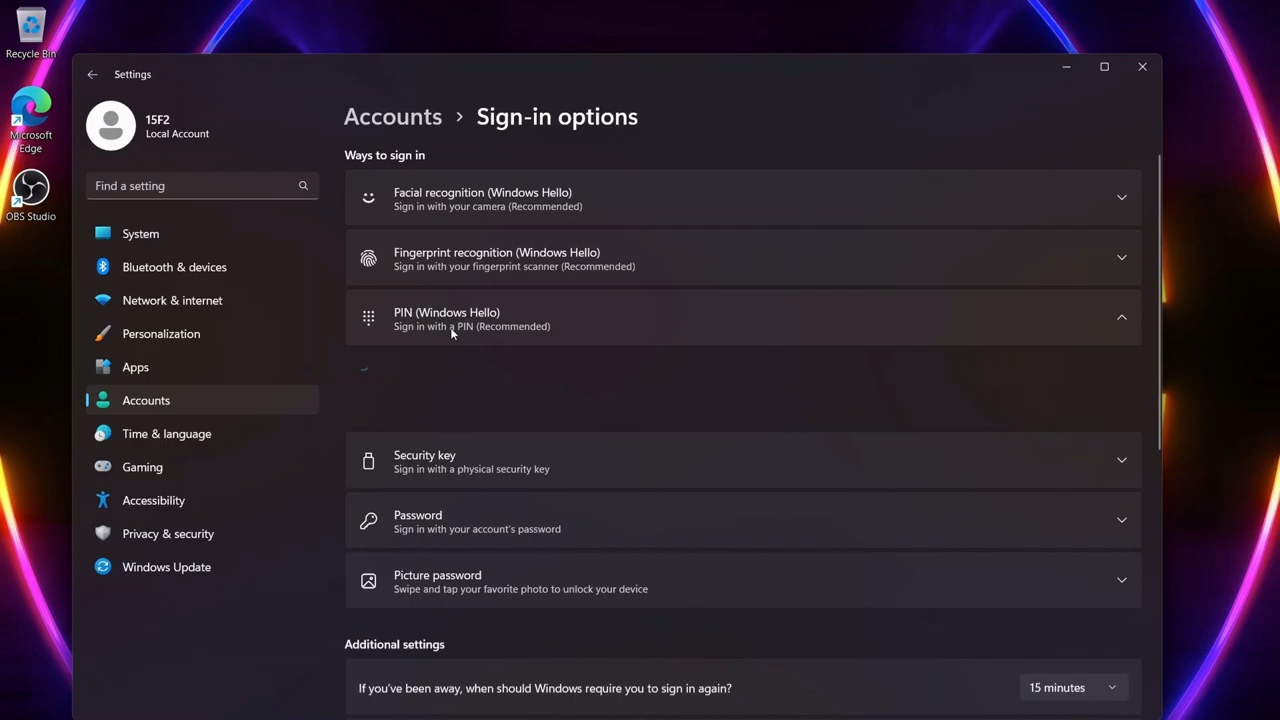 Recycle Bin
Microsoft
Edge
OBS Studio
Settings
15F2
Local Account
Find a setting
System
Bluetooth & devices
Network & internet
Personalization
Apps
Accounts
Time & language
Gaming
Accessibility
Privacy & security
Windows Update
Accounts > Sign-in options
Ways to sign in
Facial recognition (Windows Hello)
Sign in with your camera (Recommended)
Fingerprint recognition (Windows Hello)
Sign in with your fingerprint scanner (Recommended)
PIN (Windows Hello)
Sign in with a PIN (Recommended)
Security key
Sign in with a physical security key
Password
Sign in with your account's password
Picture password
Swipe and tap your favorite photo to unlock your device
Additional settings
If you've been away, when should Windows require you to sign in again?
15 minutes